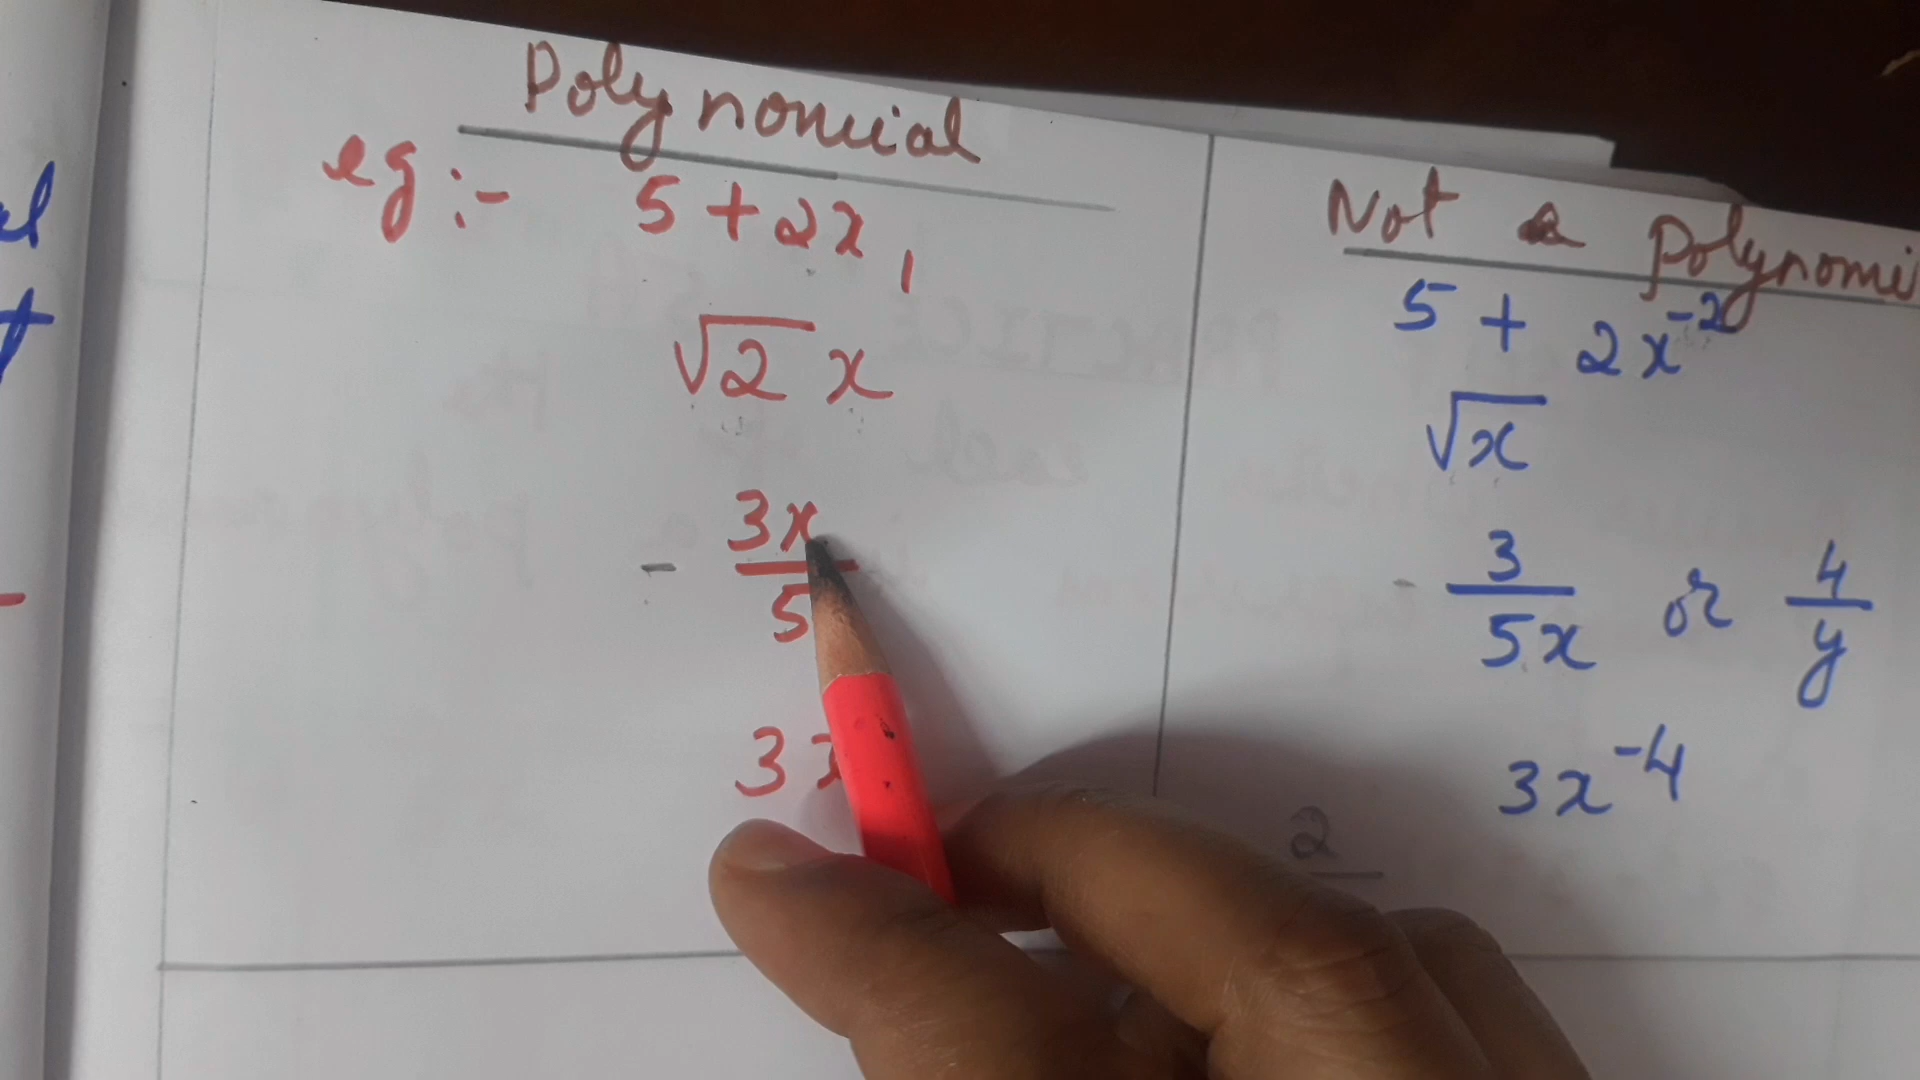 Polynomial
eg :- 5 + 2x,
√2 x
- 3x/5
3
Not a Polynomi
5 + 2x⁻²
√x
- 3/5x or 4/y
3x⁻⁴
2